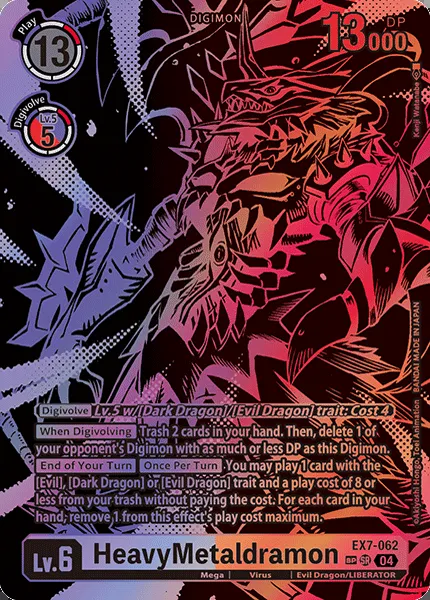 DIGIMON
Play
13
DP
13000
Digivolve
Lv.5
5
Kenji Watanabe
Digivolve Lv.5 w/[Dark Dragon]/[Evil Dragon] trait: Cost 4
When Digivolving Trash 2 cards in your hand. Then, delete 1 of
your opponent's Digimon with as much or less DP as this Digimon.
End of Your Turn Once Per Turn You may play 1 card with the
[Evil], [Dark Dragon] or [Evil Dragon] trait and a play cost of 8 or
less from your trash without paying the cost. For each card in your
hand, remove 1 from this effect's play cost maximum.
©Akiyoshi Hongo, Toei Animation BANDAI MADE IN JAPAN
Lv.6
HeavyMetaldramon
EX7-062
BP SR 04
Mega | Virus | Evil Dragon/LIBERATOR